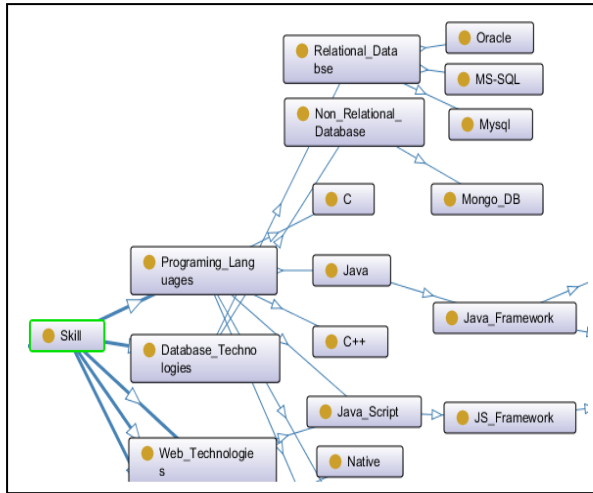 Relational_Data
bse
Oracle
MS-SQL
Mysql
Non_Relational_
Database
Mongo_DB
C
Programing_Lang
uages
Java
Java_Framework
Skill
C++
Database_Techno
logies
Java_Script
JS_Framework
Web_Technologie
s
Native